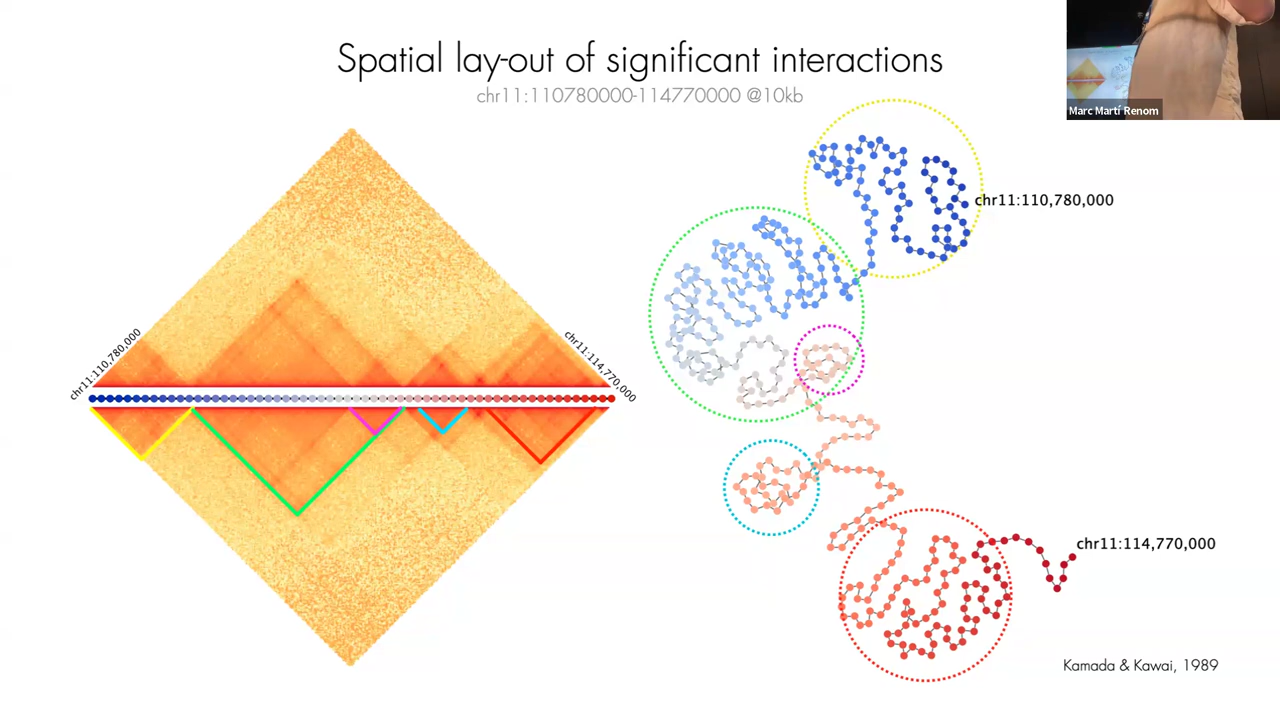 Spatial lay-out of significant interactions
chr11:110780000-114770000 @10kb
Marc Martí Renom
chr11:110,780,000
chr11:110,780,000
chr11:114,770,000
chr11:114,770,000
Kamada & Kawai, 1989